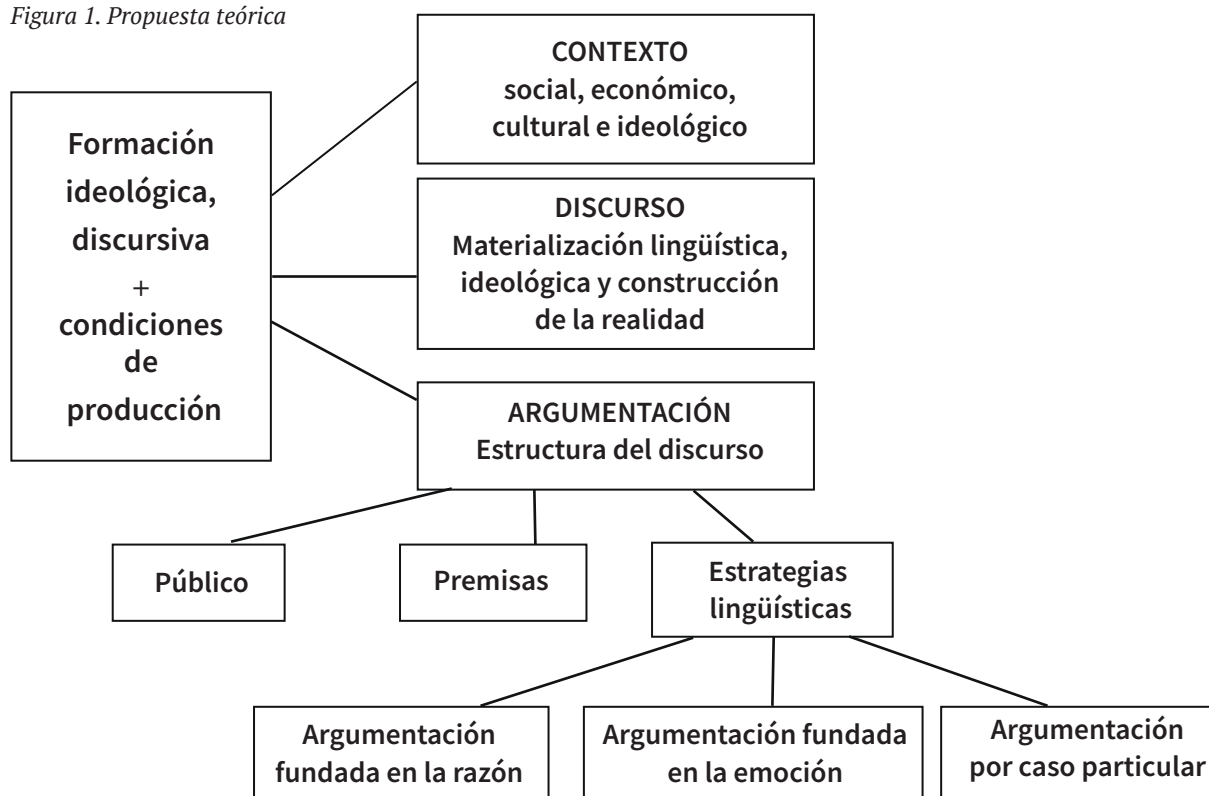 Figura 1. Propuesta teórica
Formación
ideológica,
discursiva
+
condiciones
de
producción
CONTEXTO
social, económico,
cultural e ideológico
DISCURSO
Materialización lingüística,
ideológica y construcción
de la realidad
ARGUMENTACIÓN
Estructura del discurso
Público
Premisas
Estrategias
lingüísticas
Argumentación
fundada en la razón
Argumentación fundada
en la emoción
Argumentación
por caso particular